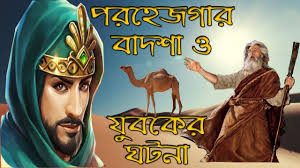 পরহেজগার
বাদশা ও
যুবকের
ঘটনা